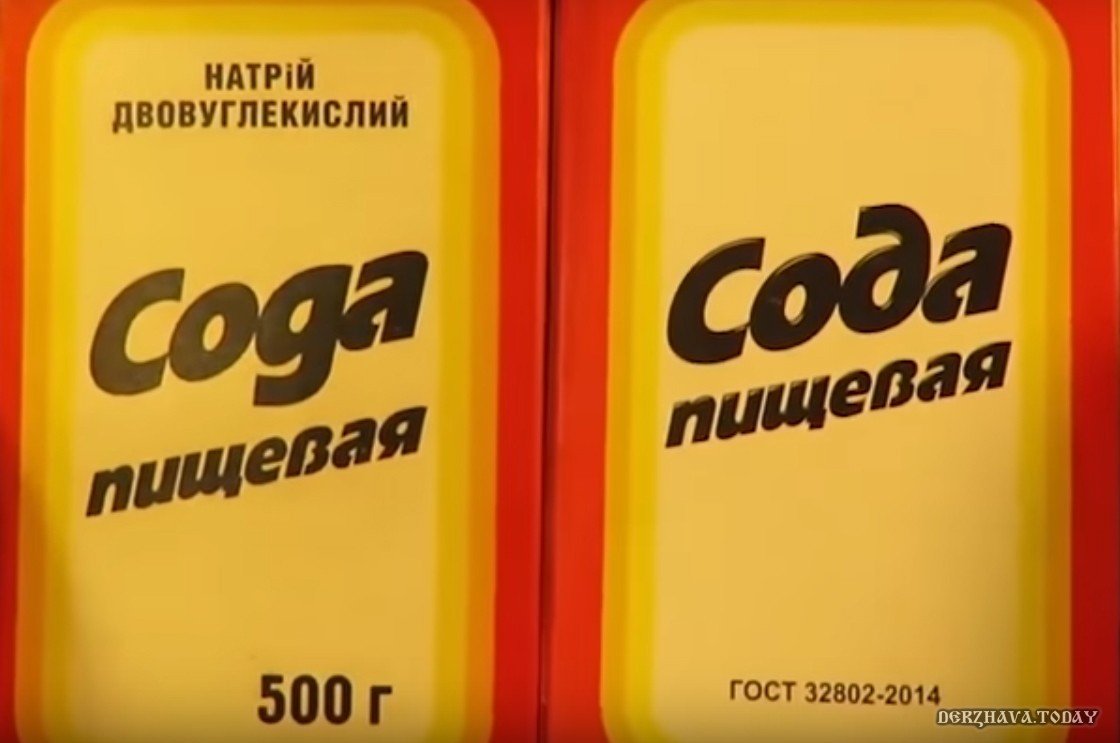 НАТРіЙ
ДВОВУГЛЕКИСЛИЙ
Сода
пищевая
500 г
Сода
пищевая
ГОСТ 32802-2014
DERZHAVA.TODAY